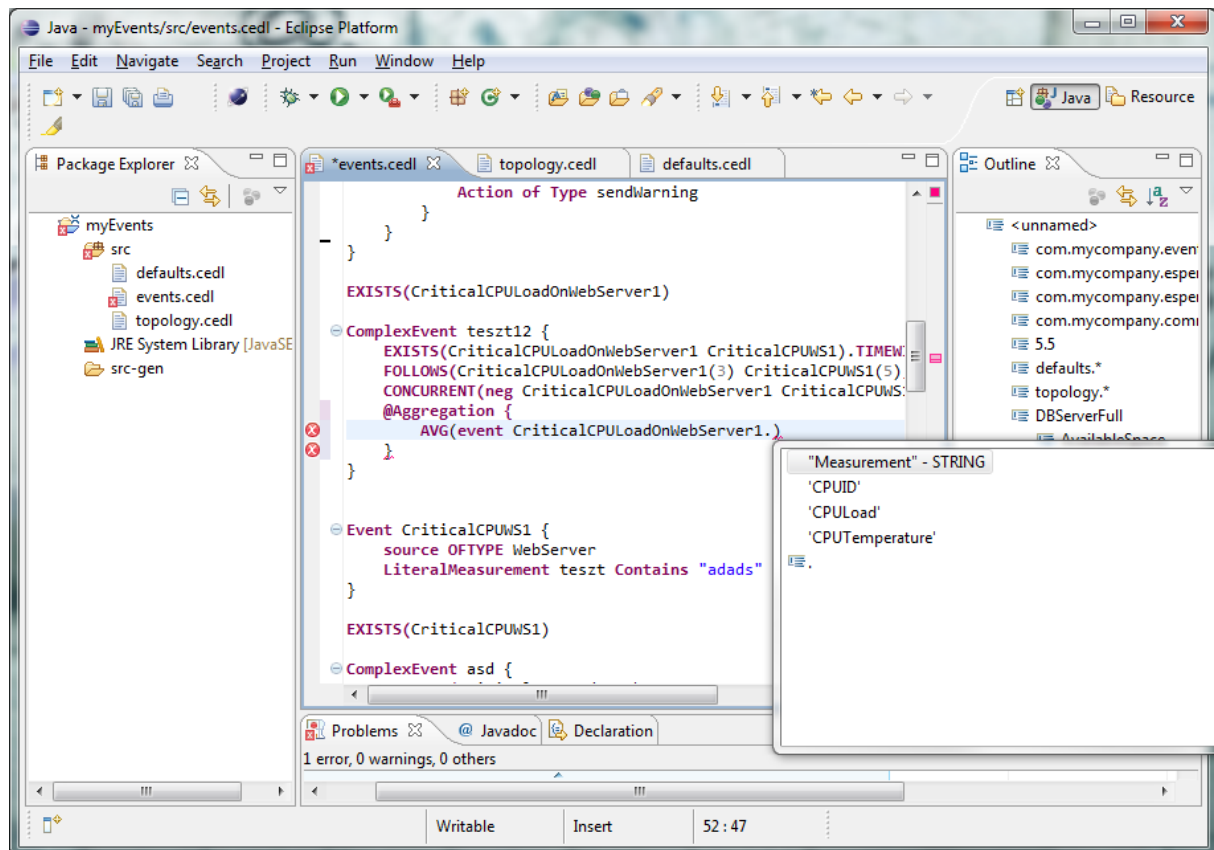 Java - myEvents/src/events.cedl - Eclipse Platform
File Edit Navigate Search Project Run Window Help
Java Resource
Package Explorer
*events.cedl topology.cedl defaults.cedl
Outline
myEvents
src
defaults.cedl
events.cedl
topology.cedl
JRE System Library [JavaSE
src-gen
Action of Type sendWarning
}
}
}
EXISTS(CriticalCPULoadOnWebServer1)
ComplexEvent teszt12 {
EXISTS(CriticalCPULoadOnWebServer1 CriticalCPUWS1).TIMEW
FOLLOWS(CriticalCPULoadOnWebServer1(3) CriticalCPUWS1(5)
CONCURRENT(neg CriticalCPULoadOnWebServer1 CriticalCPUWS
@Aggregation {
AVG(event CriticalCPULoadOnWebServer1.)
}
}
Event CriticalCPUWS1 {
source OFTYPE WebServer
LiteralMeasurement teszt Contains "adads"
}
EXISTS(CriticalCPUWS1)
ComplexEvent asd {
"Measurement" - STRING
'CPUID'
'CPULoad'
'CPUTemperature'
.
<unnamed>
com.mycompany.even
com.mycompany.esper
com.mycompany.esper
com.mycompany.com
5.5
defaults.*
topology.*
DBServerFull
AvailableSpace
Problems @ Javadoc Declaration
1 error, 0 warnings, 0 others
Writable Insert 52 : 47